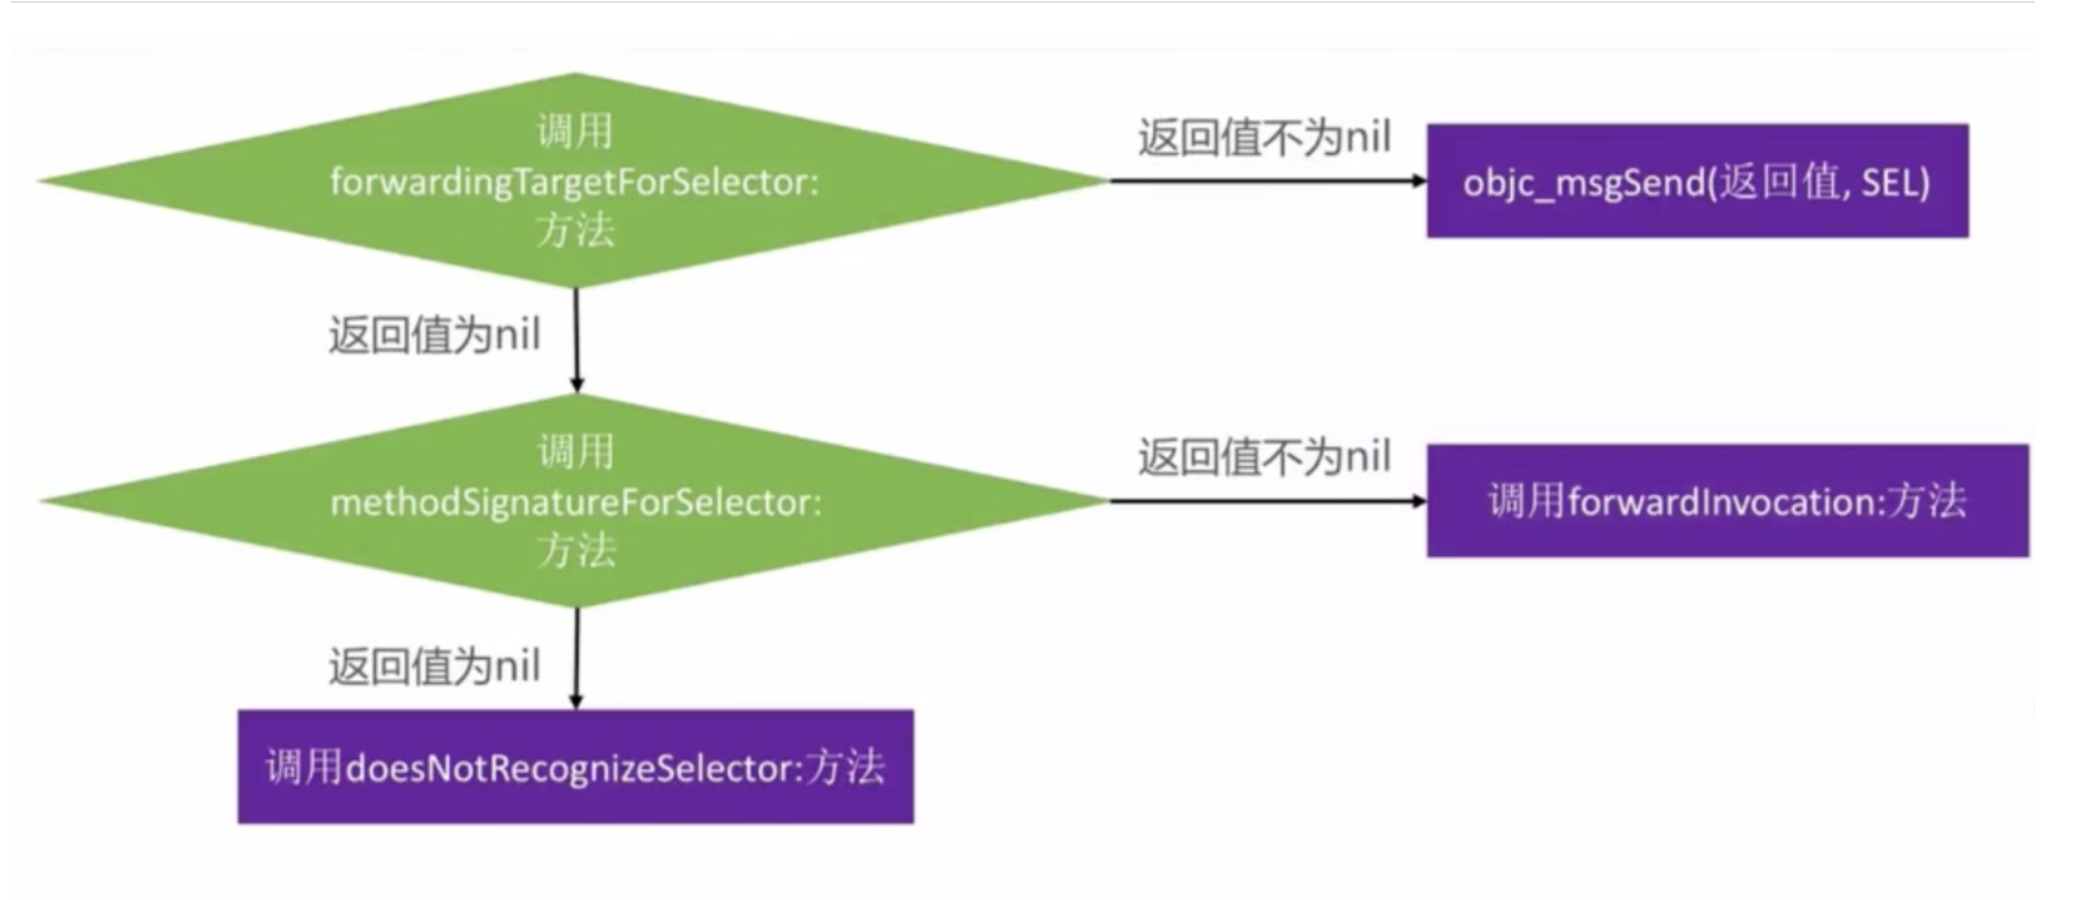 调用
forwardingTargetForSelector:
方法
返回值不为nil
objc_msgSend(返回值, SEL)
返回值为nil
调用
methodSignatureForSelector:
方法
返回值不为nil
调用forwardInvocation:方法
返回值为nil
调用doesNotRecognizeSelector:方法